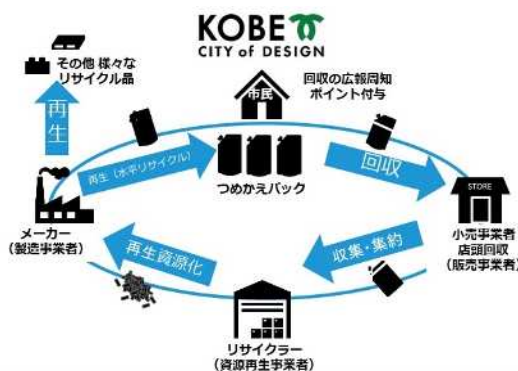 KOBE
CITY of DESIGN
その他 様々な
リサイクル品
再生
市民
回収の広報周知
ポイント付与
再生（水平リサイクル）
つめかえパック
回収
STORE
メーカー
（製造事業者）
小売事業者
店頭回収
（販売事業者）
再生資源化
収集・集約
リサイクラー
（資源再生事業者）